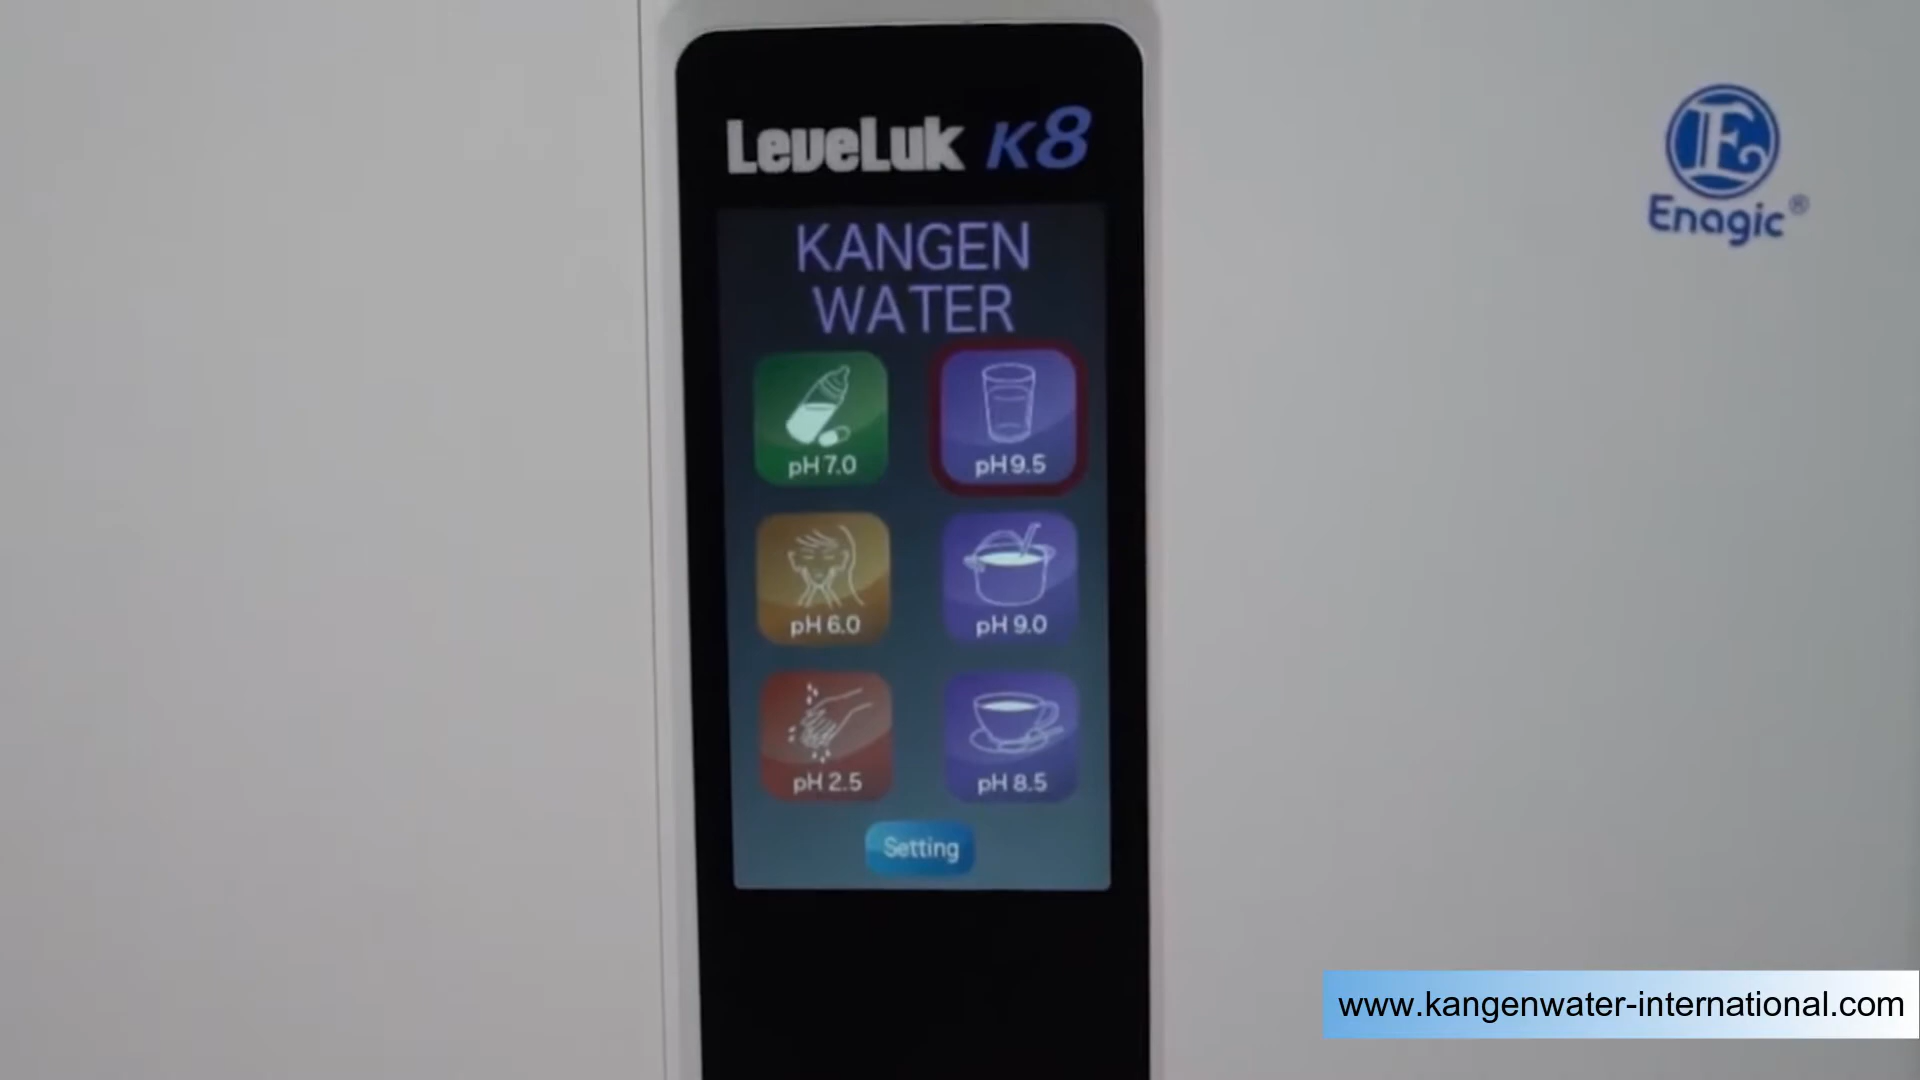 LeveLuk K8
Enagic®
KANGEN
WATER
pH 7.0
pH 9.5
pH 6.0
pH 9.0
pH 2.5
pH 8.5
Setting
www.kangenwater-international.com